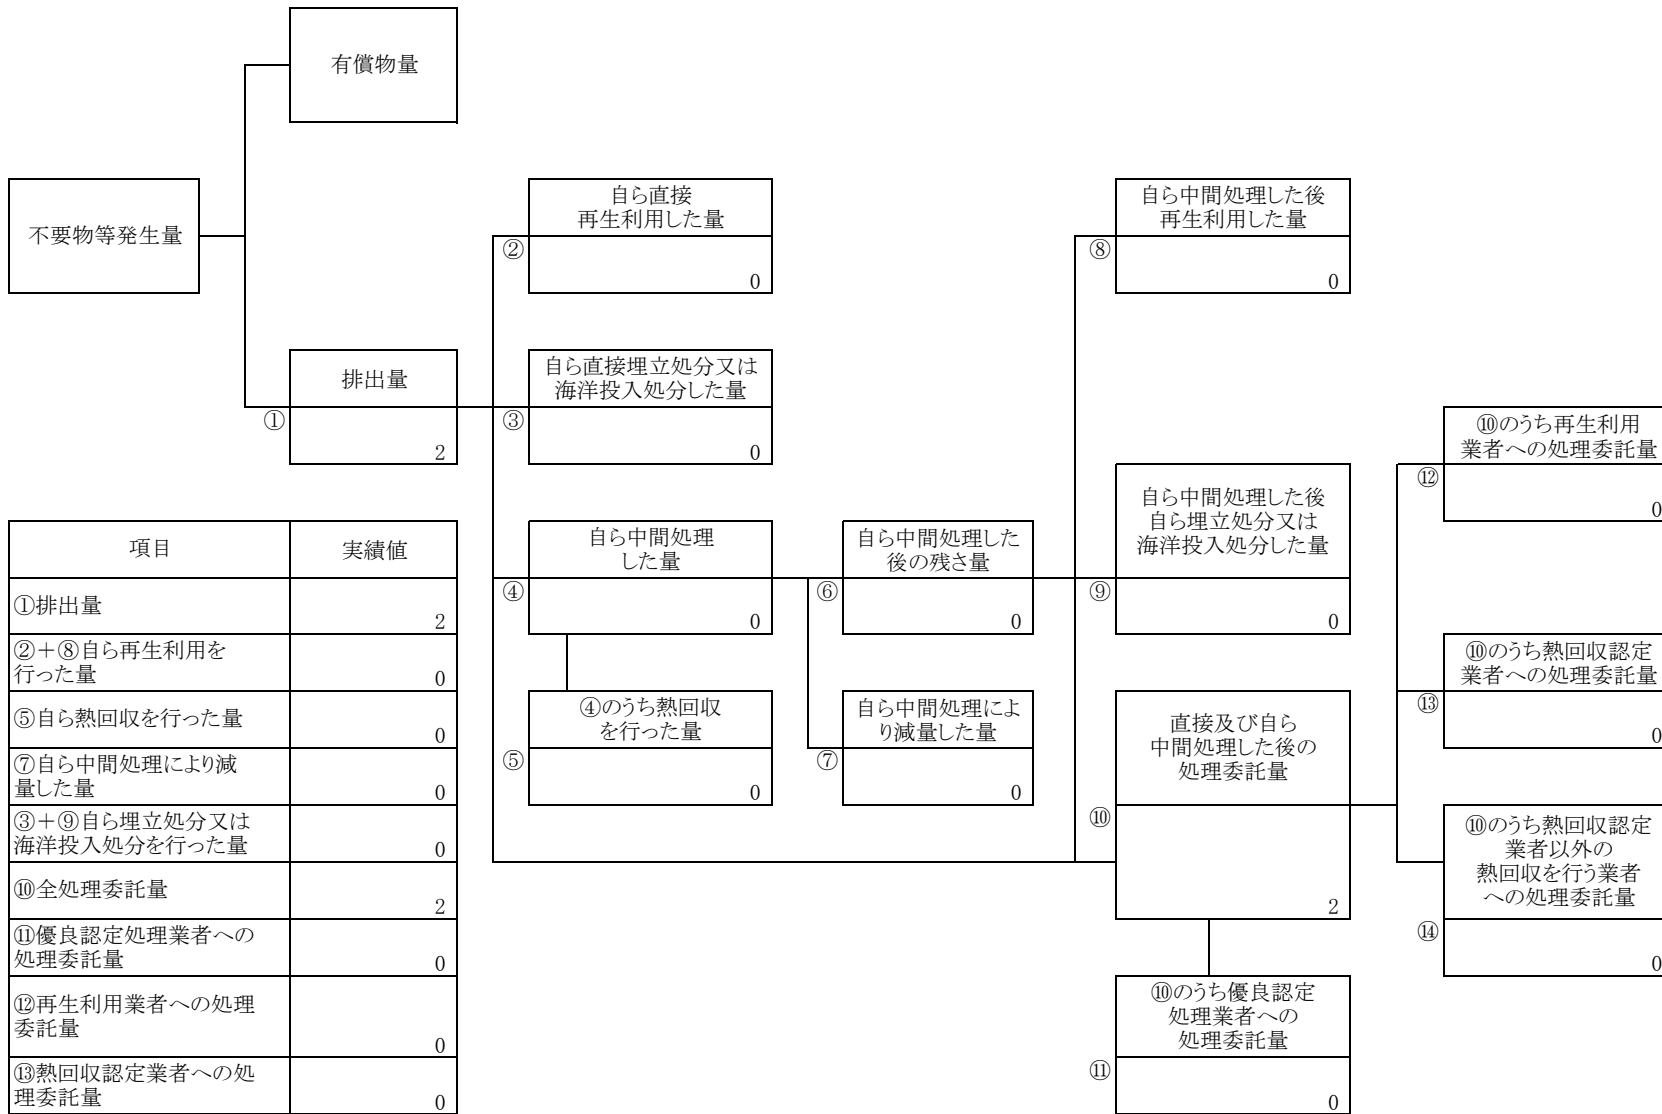 有償物量
不要物等発生量
自ら直接
再生利用した量
②
0
自ら中間処理した後
再生利用した量
⑧
0
排出量
①
2
自ら直接埋立処分又は
海洋投入処分した量
③
0
⑩のうち再生利用
業者への処理委託量
⑫
0
自ら中間処理した後
自ら埋立処分又は
海洋投入処分した量
⑨
0
自ら中間処理
した量
④
0
自ら中間処理した
後の残さ量
⑥
0
⑩のうち熱回収認定
業者への処理委託量
⑬
0
④のうち熱回収
を行った量
⑤
0
自ら中間処理によ
り減量した量
⑦
0
直接及び自ら
中間処理した後の
処理委託量
⑩
2
⑩のうち熱回収認定
業者以外の
熱回収を行う業者
への処理委託量
⑭
0
⑩のうち優良認定
処理業者への
処理委託量
⑪
0
項目 実績値
①排出量 2
②+⑧自ら再生利用を
行った量 0
⑤自ら熱回収を行った量 0
⑦自ら中間処理により減
量した量 0
③+⑨自ら埋立処分又は
海洋投入処分を行った量 0
⑩全処理委託量 2
⑪優良認定処理業者への
処理委託量 0
⑫再生利用業者への処理
委託量 0
⑬熱回収認定業者への処
理委託量 0